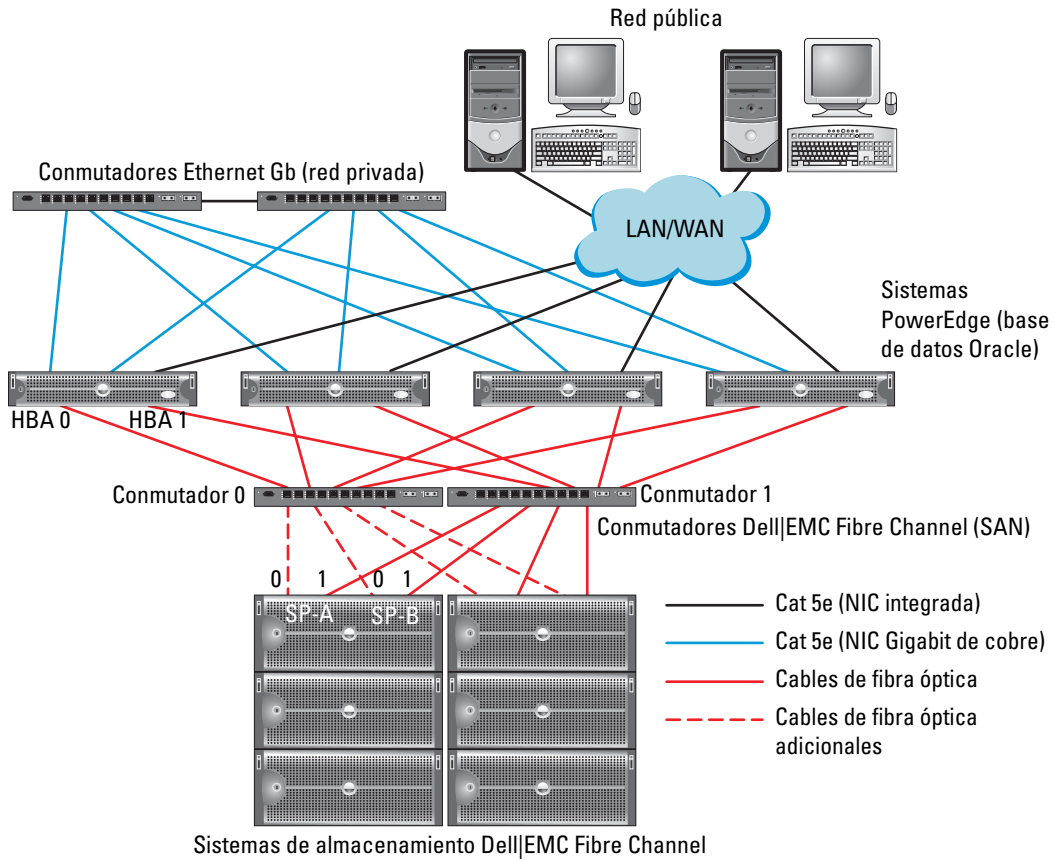 Red pública
Conmutadores Ethernet Gb (red privada)
LAN/WAN
Sistemas
PowerEdge (base
de datos Oracle)
HBA 0
HBA 1
Conmutador 0
Conmutador 1
Conmutadores Dell|EMC Fibre Channel (SAN)
0 1 0 1
SP-A SP-B
Cat 5e (NIC integrada)
Cat 5e (NIC Gigabit de cobre)
Cables de fibra óptica
Cables de fibra óptica
adicionales
Sistemas de almacenamiento Dell|EMC Fibre Channel